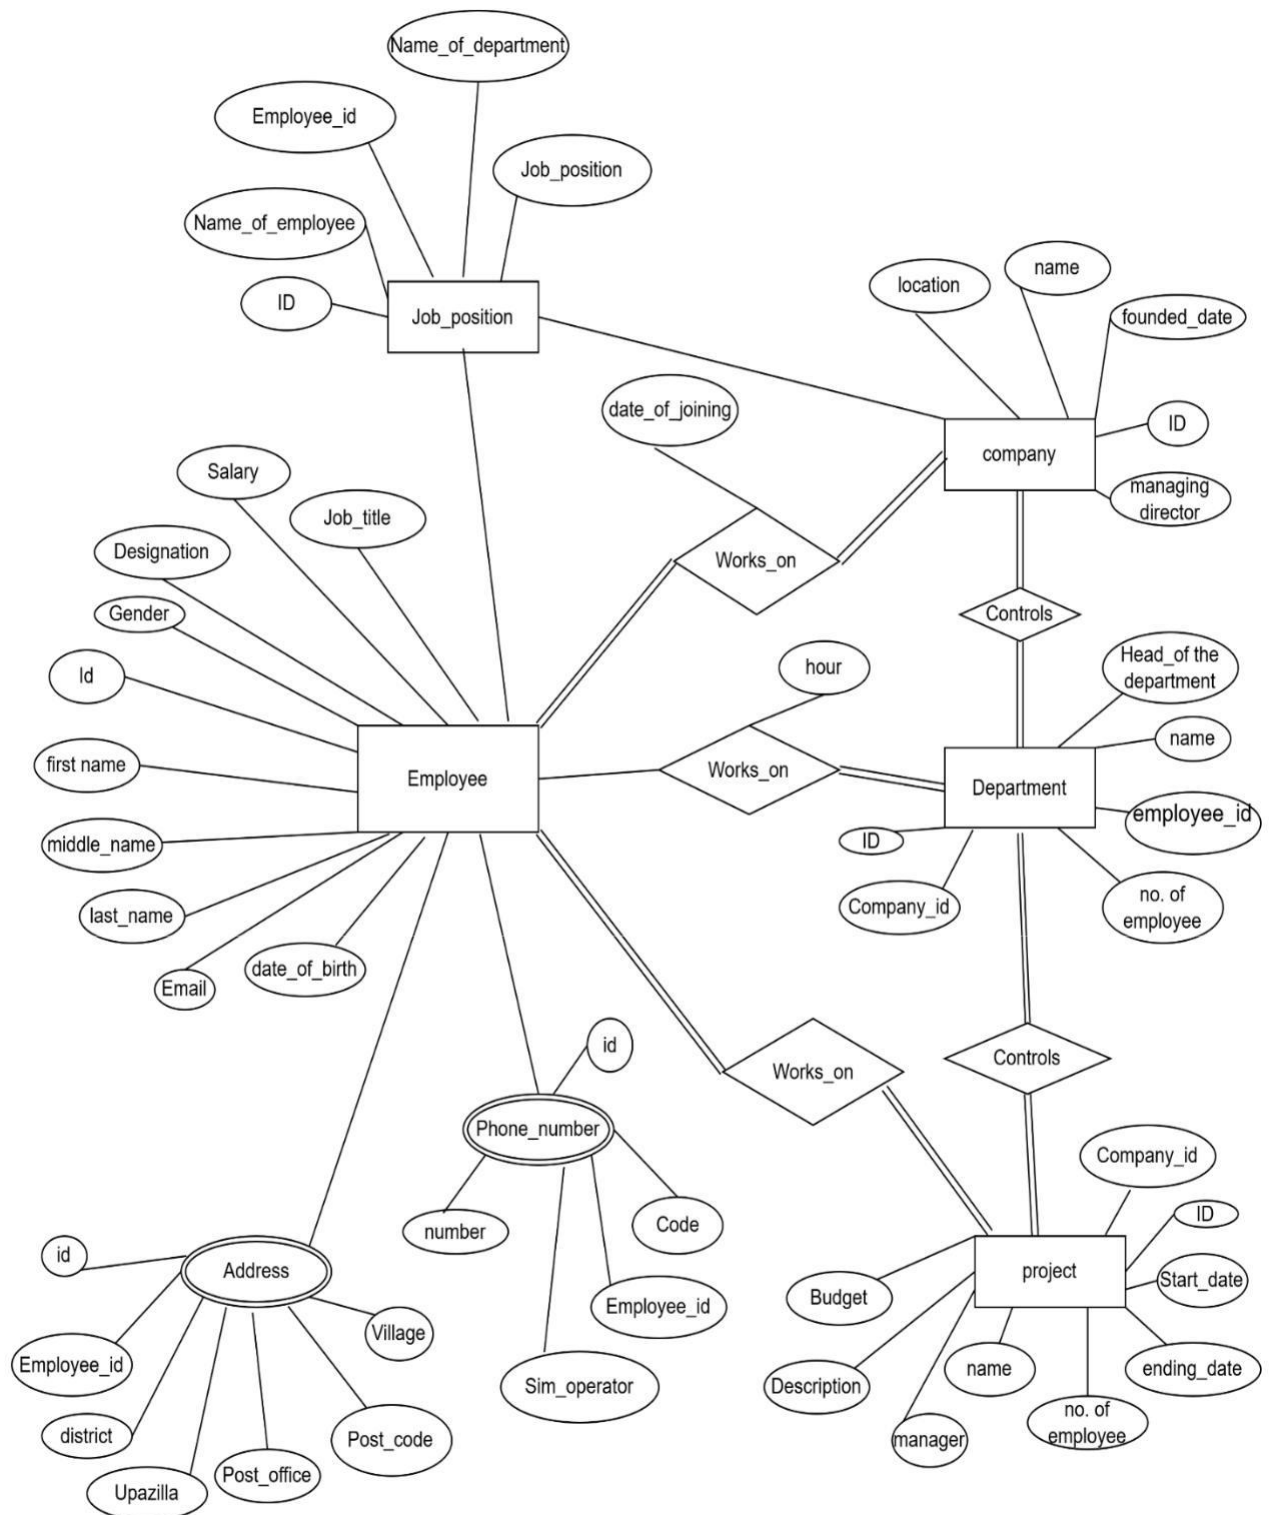 Name_of_department
Employee_id
Job_position
Name_of_employee
ID
Job_position
location
name
founded_date
ID
company
managing
director
date_of_joining
Works_on
Controls
Salary
Job_title
Designation
Gender
Id
first name
middle_name
last_name
Email
date_of_birth
Employee
hour
Works_on
Head_of the
department
name
Department
employee_id
ID
Company_id
no. of
employee
Works_on
Controls
id
Phone_number
number
Code
Employee_id
Sim_operator
id
Address
Village
Employee_id
district
Upazilla
Post_office
Post_code
Company_id
ID
project
Start_date
Budget
Description
manager
name
no. of
employee
ending_date